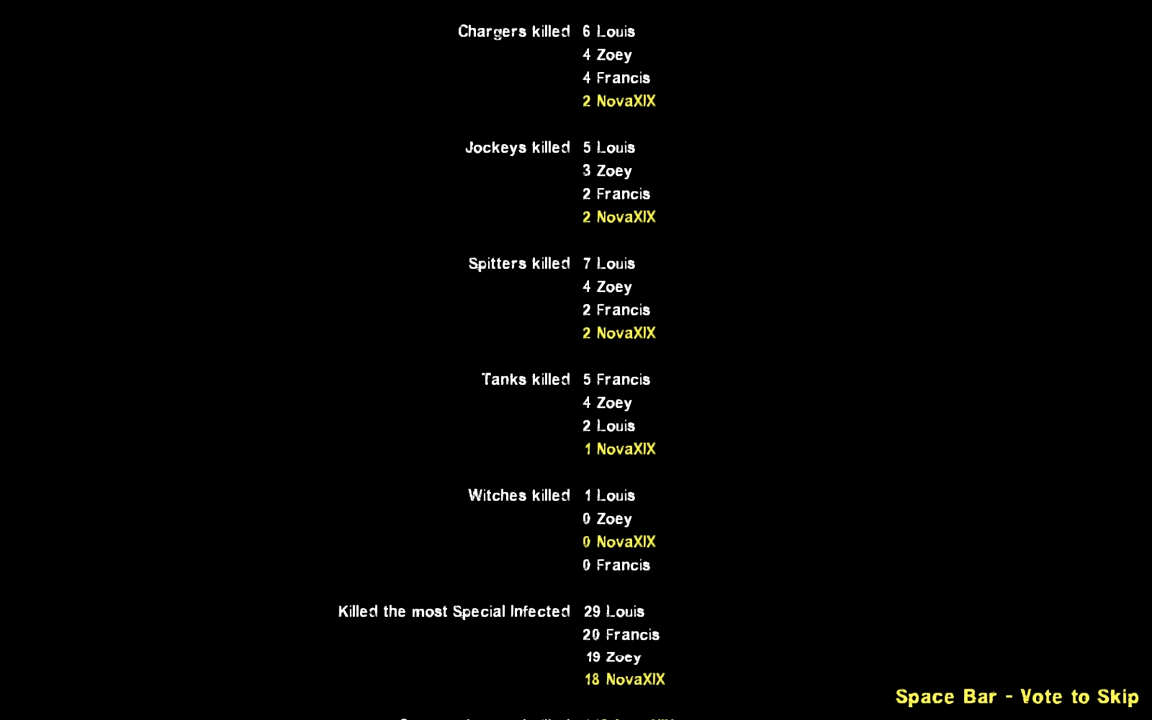 Chargers killed 6 Louis
4 Zoey
4 Francis
2 NovaXIX
Jockeys killed 5 Louis
3 Zoey
2 Francis
2 NovaXIX
Spitters killed 7 Louis
4 Zoey
2 Francis
2 NovaXIX
Tanks killed 5 Francis
4 Zoey
2 Louis
1 NovaXIX
Witches killed 1 Louis
0 Zoey
0 NovaXIX
0 Francis
Killed the most Special Infected 29 Louis
20 Francis
19 Zoey
18 NovaXIX
Space Bar - Vote to Skip